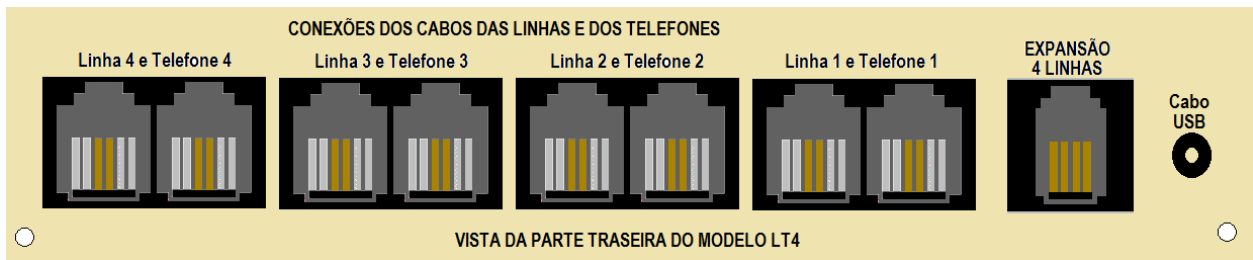 CONEXÕES DOS CABOS DAS LINHAS E DOS TELEFONES
Linha 4 e Telefone 4
Linha 3 e Telefone 3
Linha 2 e Telefone 2
Linha 1 e Telefone 1
EXPANSÃO
4 LINHAS
Cabo
USB
VISTA DA PARTE TRASEIRA DO MODELO LT4